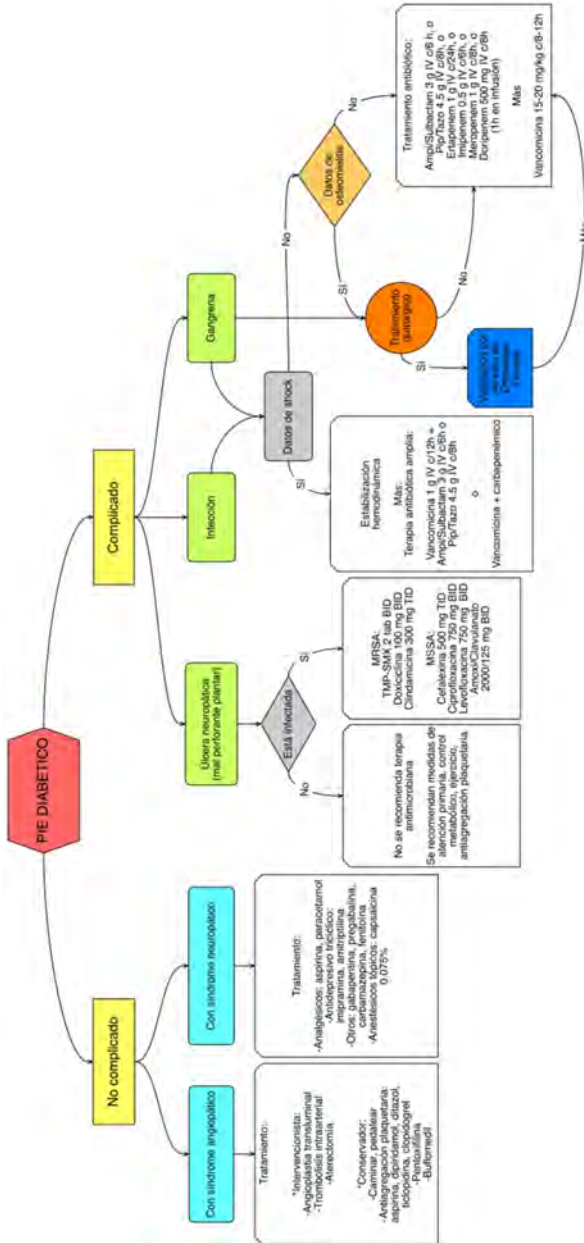 PIE DIABÉTICO
No complicado
Complicado
Con síndrome angiopático
Con síndrome neuropático
Úlcera neuropática
(mal perforante plantar)
Infección
Gangrena
Tratamiento:
*Intervencionista:
-Angioplastia transluminal
-Trombolisis intraarterial
-Aterectomía.
*Conservador:
-Caminar, pedalear
-Antiagregación plaquetaria:
aspirina, dipiridamol, ditazol,
ticlopidina, clopidogrel
-Pentoxifilina
-Buflomedil
Tratamiento:
-Analgésicos: aspirina, paracetamol
-Antidepresivo tricíclico:
imipramina, amitriptilina
-Otros: gabapentina, pregabalina,
carbamazepina, fenitoína
-Anestésicos tópicos: capsaicina
0.075%
Está infectada
No
Sí
No se recomienda terapia
antimicrobiana
Se recomiendan medidas de
atención primaria, control
metabólico, ejercicio,
antiagregación plaquetaria.
MRSA:
TMP-SMX 2 tab BID
Doxiciclina 100 mg BID
Clindamicina 300 mg TID
MSSA:
Cefalexina 500 mg TID
Ciprofloxacina 750 mg BID
Levofloxacina 750 mg BID
Amoxi/Clavulanato
2000/125 mg BID
Datos de shock
Sí
No
Estabilización
hemodinámica
Más:
Terapia antibiótica amplia:
Vancomicina 1 g IV c/12h +
Ampi/Sulbactam 3 g IV c/6h o
Pip/Tazo 4.5 g IV c/8h
o
Vancomicina + carbapenémico
Datos de
osteomielitis
Sí
No
Tratamiento
quirúrgico
Sí
No
Más
Tratamiento antibiótico:
Ampi/Sulbactam 3 g IV c/6 h, o
Pip/Tazo 4.5 g IV c/8h, o
Ertapenem 1 g IV c/24h, o
Imipenem 0.5 g IV c/6h, o
Meropenem 1 g IV c/8h, o
Doripenem 500 mg IV c/8h
(1h en infusión)
Más
Vancomicina 15-20 mg/kg c/8-12h